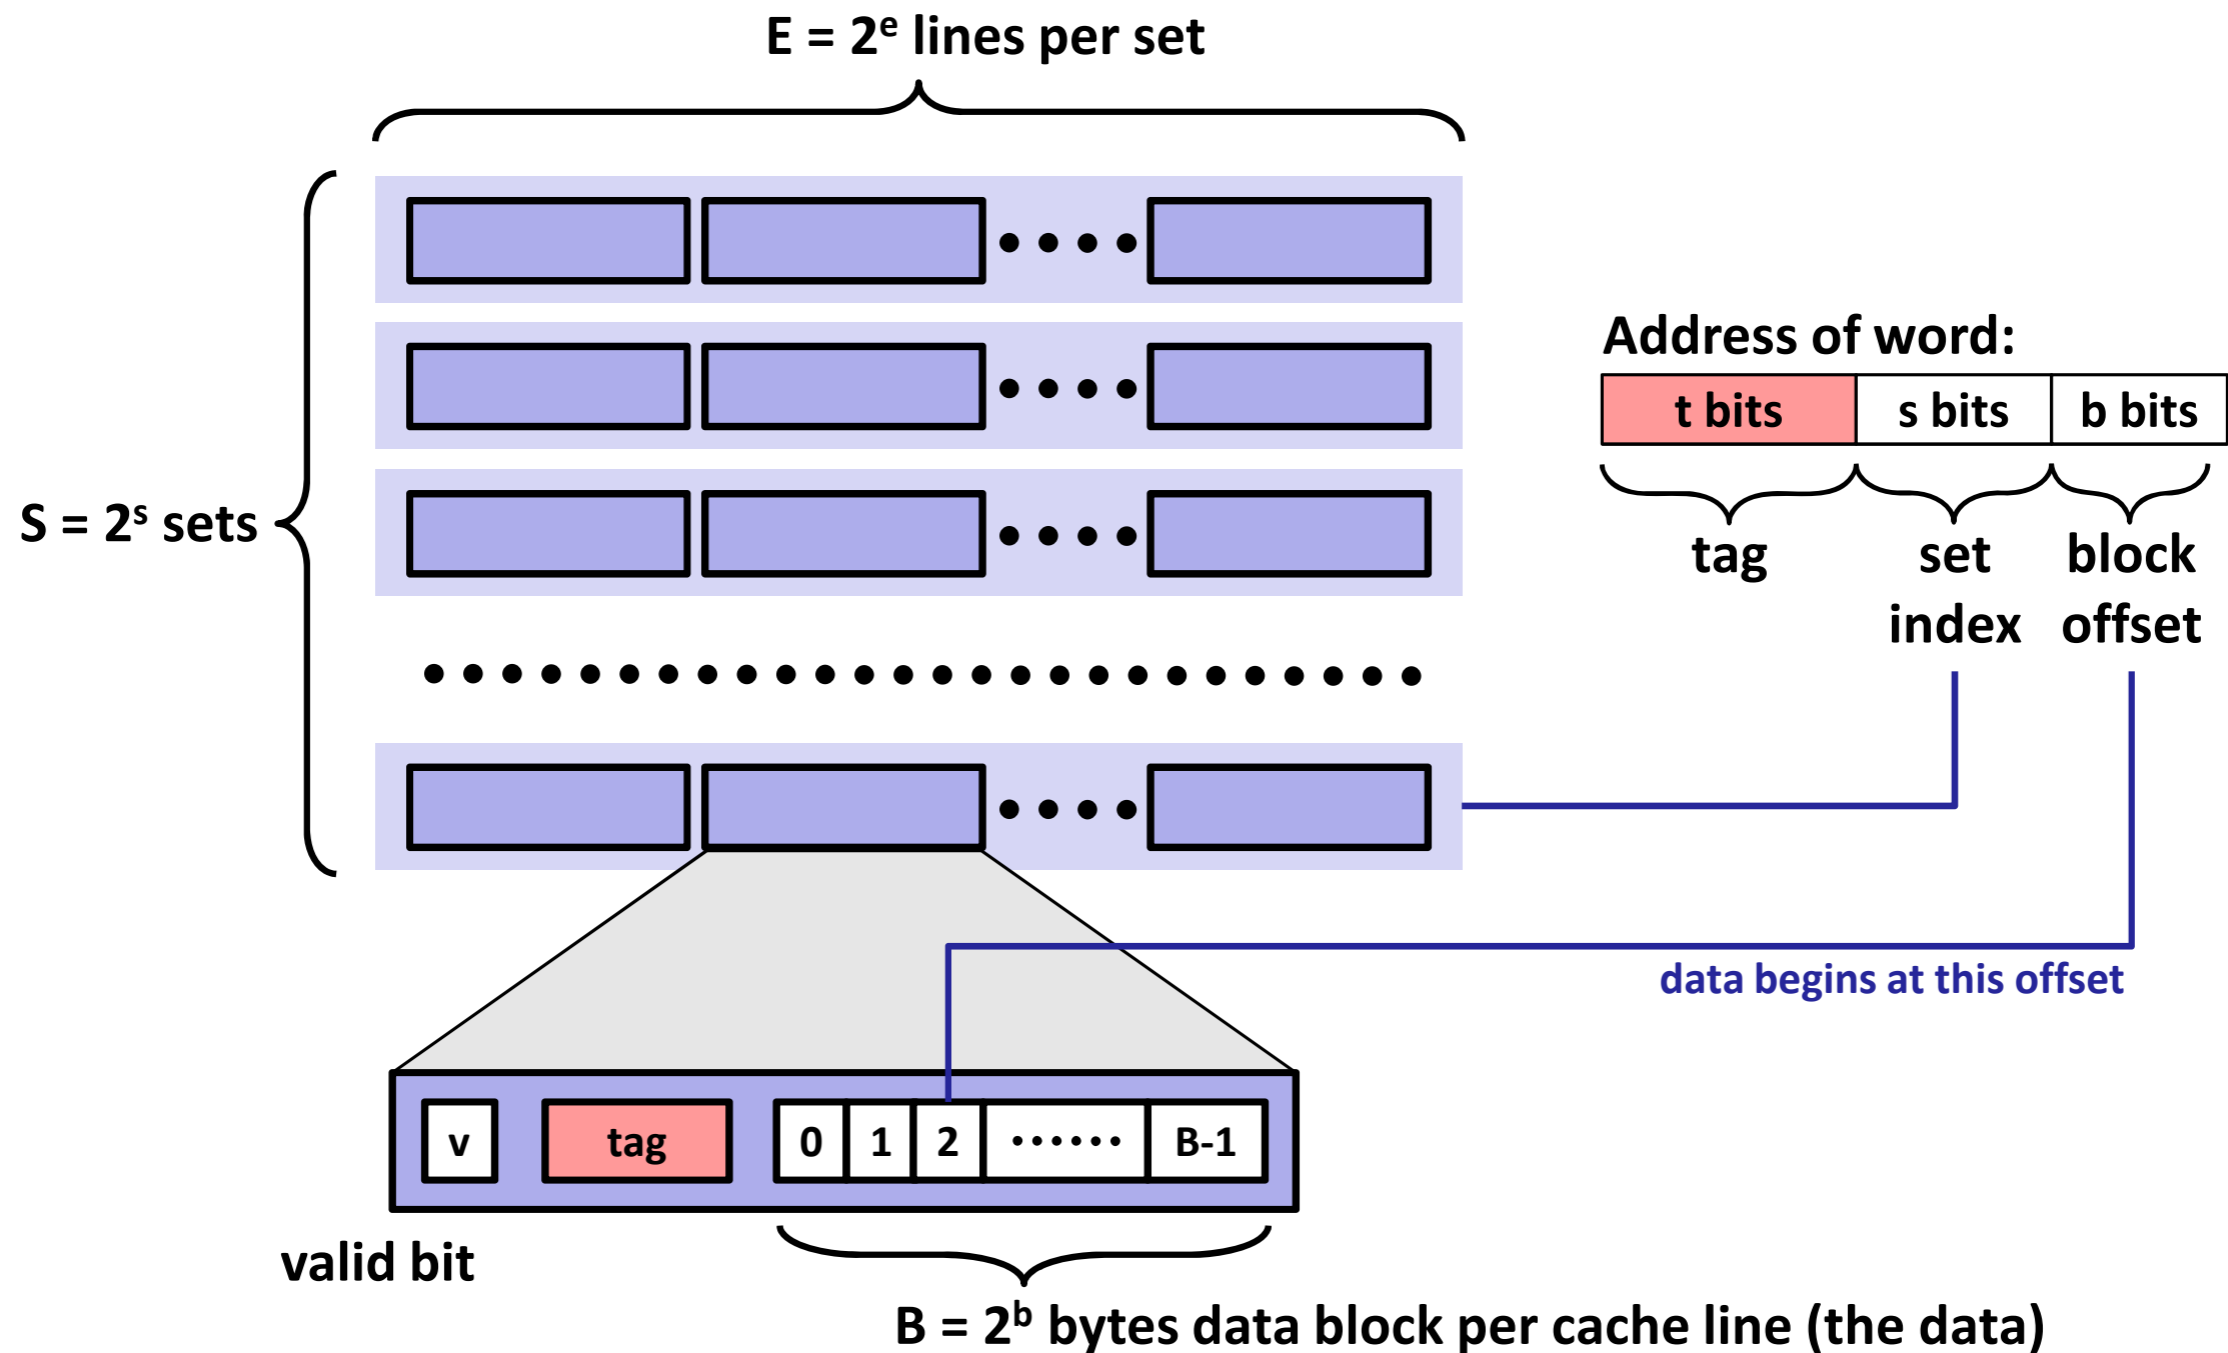 E = 2ᵉ lines per set
S = 2ˢ sets
Address of word:
t bits s bits b bits
tag set block
index offset
data begins at this offset
v tag 0 1 2 ······ B-1
valid bit
B = 2ᵇ bytes data block per cache line (the data)